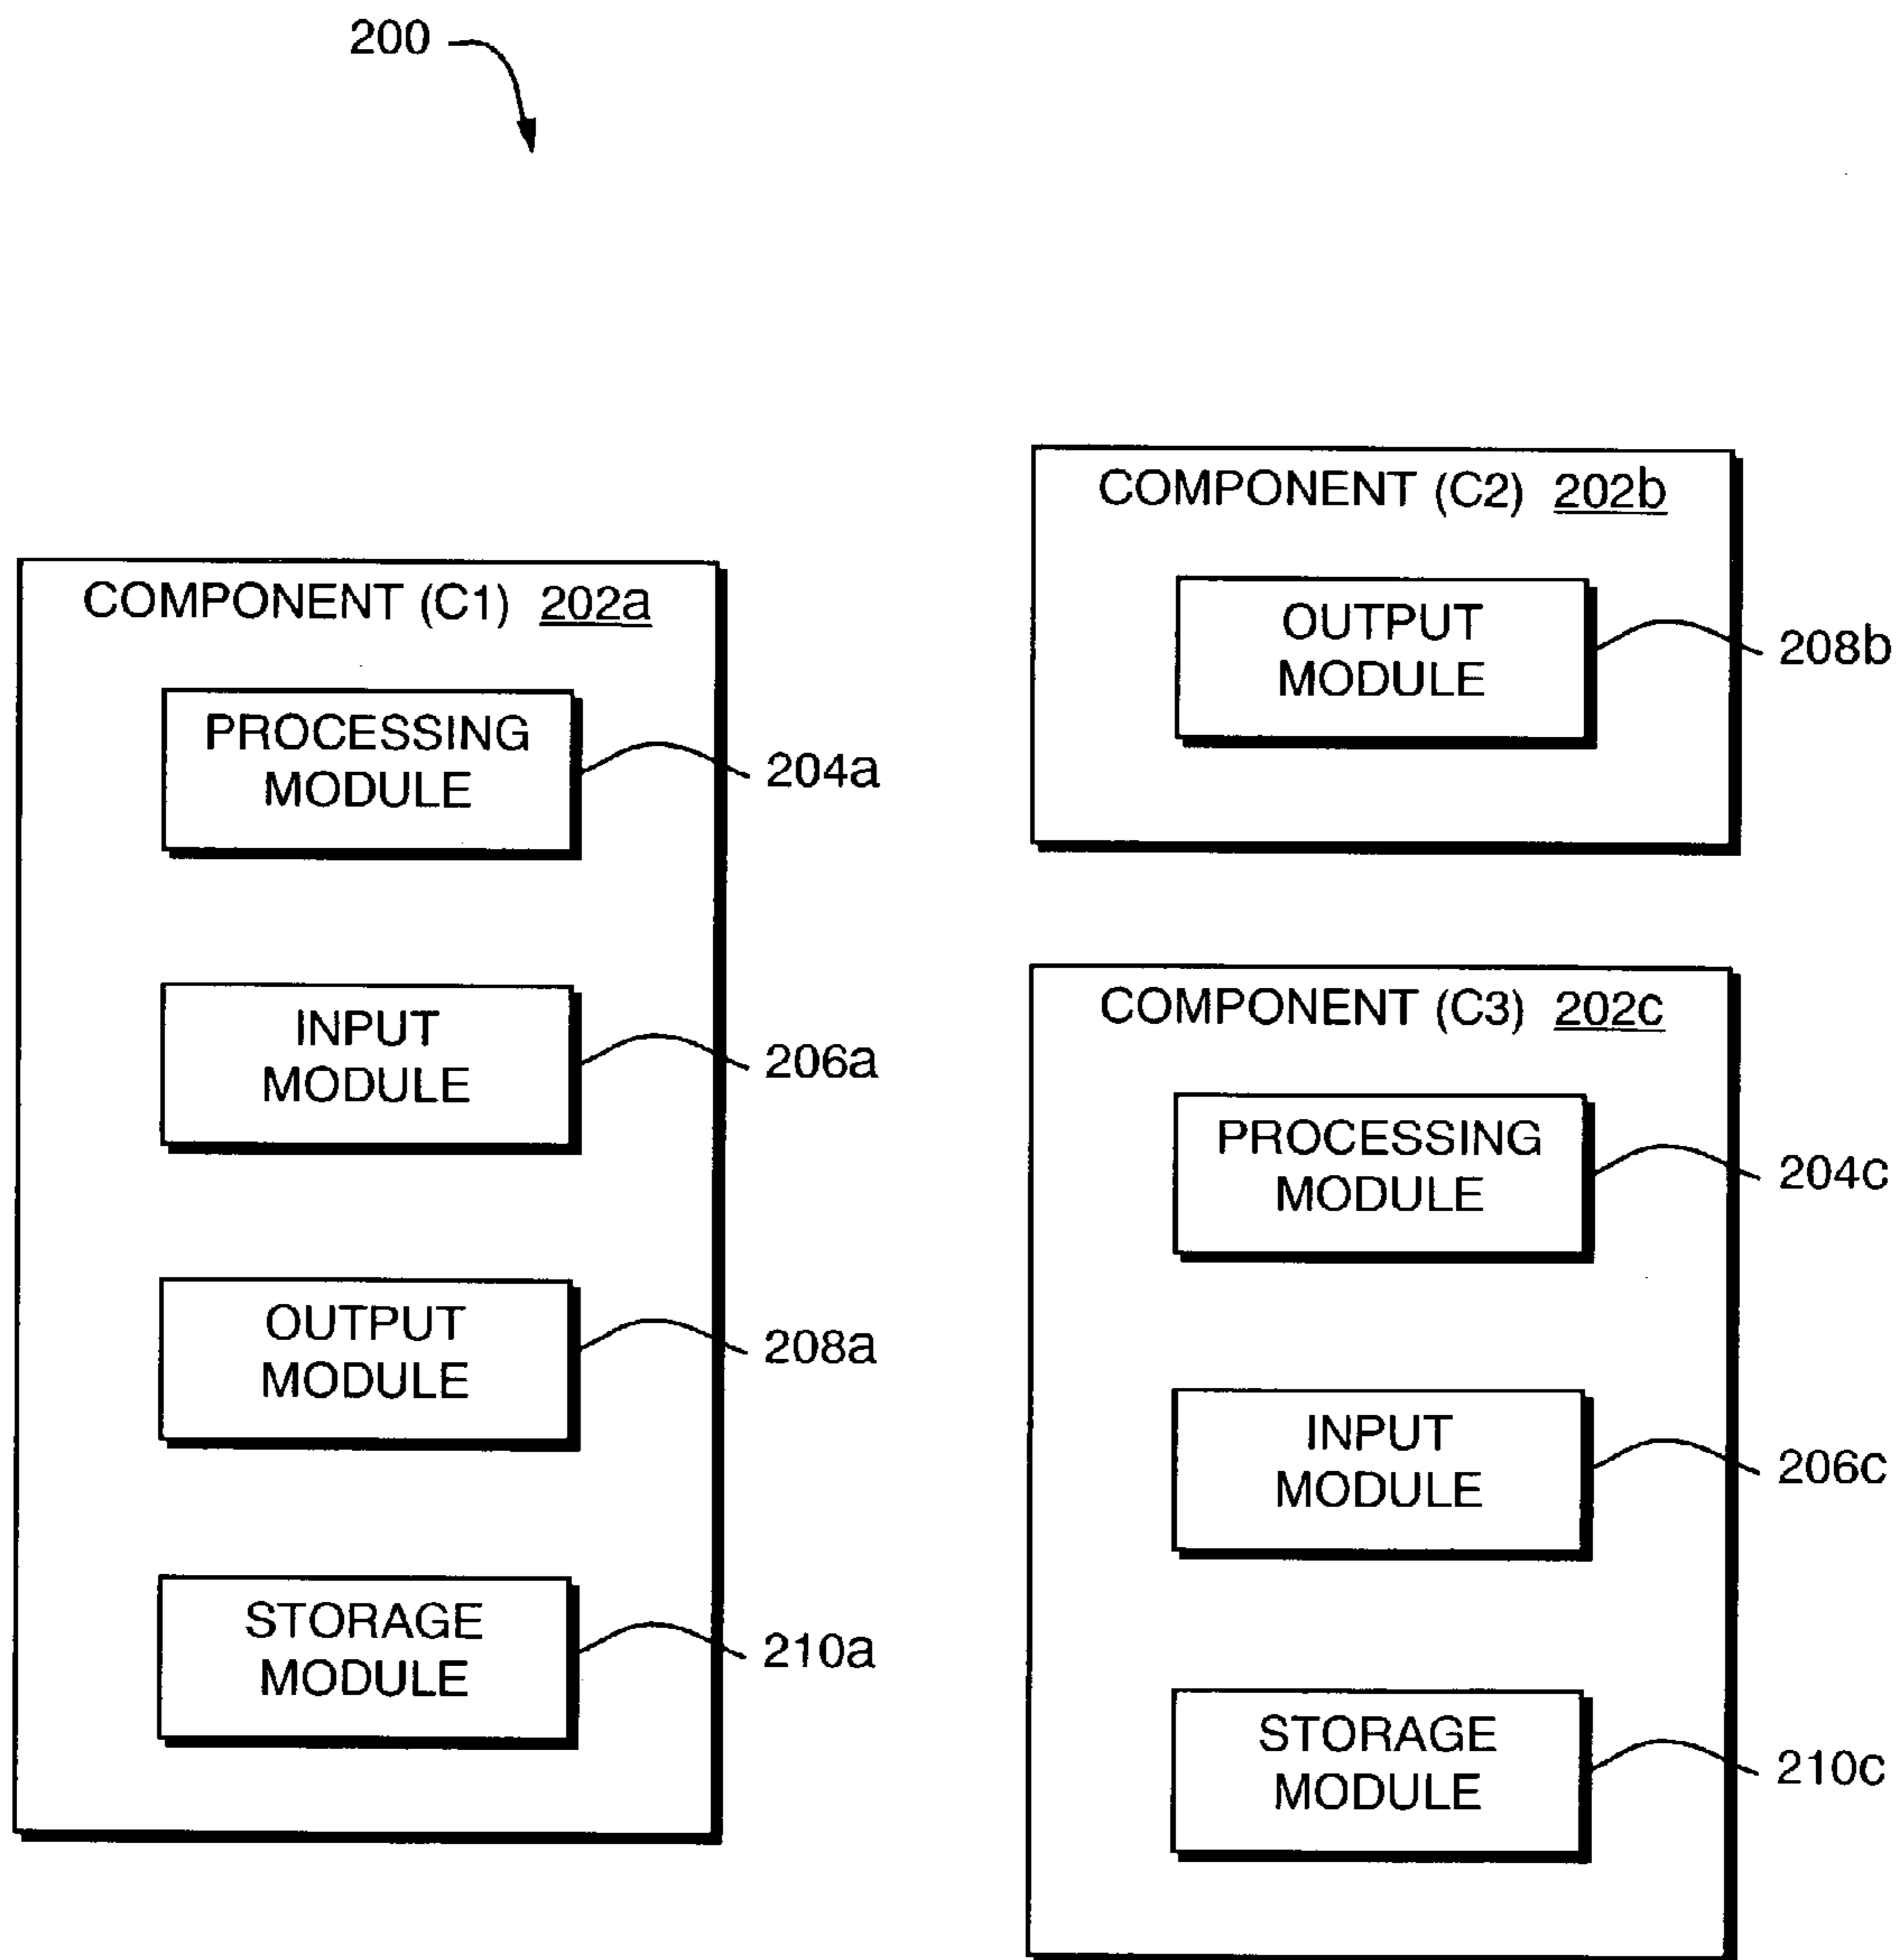 200
COMPONENT (C1) 202a
PROCESSING
MODULE
204a
INPUT
MODULE
206a
OUTPUT
MODULE
208a
STORAGE
MODULE
210a
COMPONENT (C2) 202b
OUTPUT
MODULE
208b
COMPONENT (C3) 202c
PROCESSING
MODULE
204c
INPUT
MODULE
206c
STORAGE
MODULE
210c